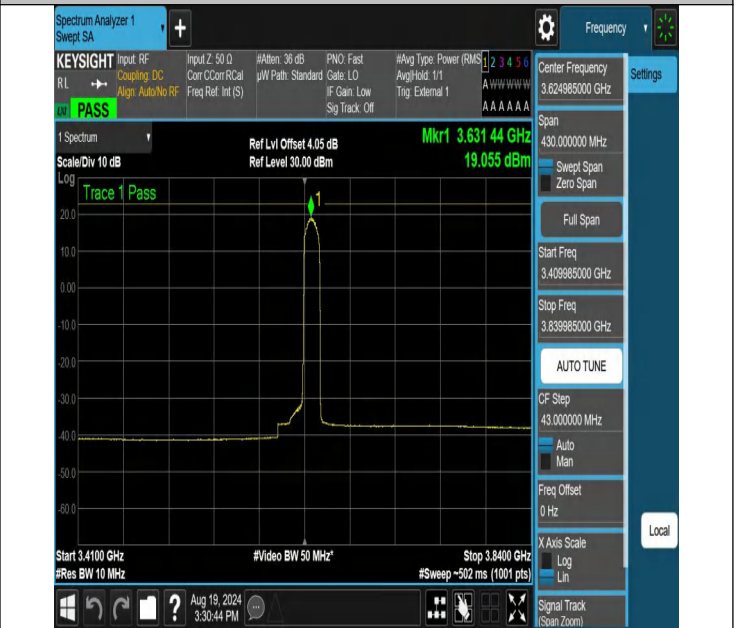 Spectrum Analyzer 1
Swept SA
+
Frequency
KEYSIGHT
RL
PASS
Input: RF
Coupling: DC
Align: Auto/No RF
Input Z: 50 Ω
Corr CCorr RCal
Freq Ref: Int (S)
#Atten: 36 dB
µW Path: Standard
PNO: Fast
Gate: LO
IF Gain: Low
Sig Track: Off
#Avg Type: Power (RMS
Avg|Hold: 1/1
Trig: External 1
1 2 3 4 5 6
A W W W W W
A A A A A A
1 Spectrum
Scale/Div 10 dB
Ref Lvl Offset 4.05 dB
Ref Level 30.00 dBm
Mkr1 3.631 44 GHz
19.055 dBm
Log
Trace 1 Pass
1
20.0
10.0
0.00
-10.0
-20.0
-30.0
-40.0
-50.0
-60.0
Start 3.4100 GHz
#Res BW 10 MHz
#Video BW 50 MHz*
Stop 3.8400 GHz
#Sweep ~502 ms (1001 pts)
Center Frequency
3.624985000 GHz
Settings
Span
430.000000 MHz
Swept Span
Zero Span
Full Span
Start Freq
3.409985000 GHz
Stop Freq
3.839985000 GHz
AUTO TUNE
CF Step
43.000000 MHz
Auto
Man
Freq Offset
0 Hz
X Axis Scale
Log
Lin
Local
Signal Track
(Span Zoom)
?
Aug 19, 2024
3:30:44 PM